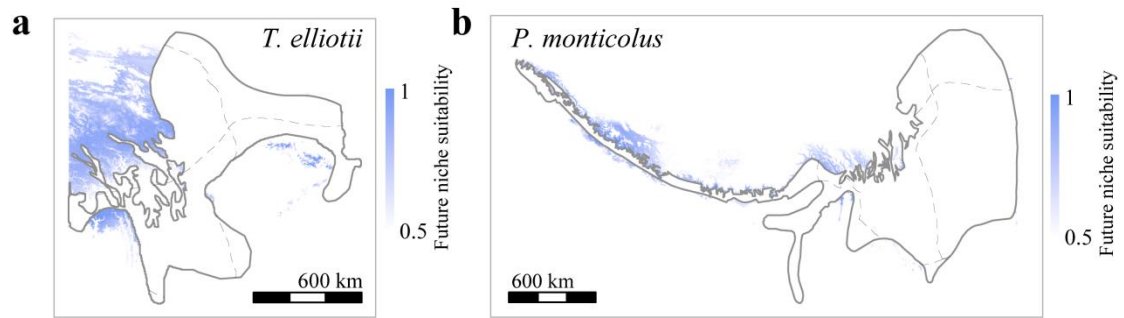 a
T. elliotii
1
0.5
Future niche suitability
600 km
b
P. monticolus
1
0.5
Future niche suitability
600 km